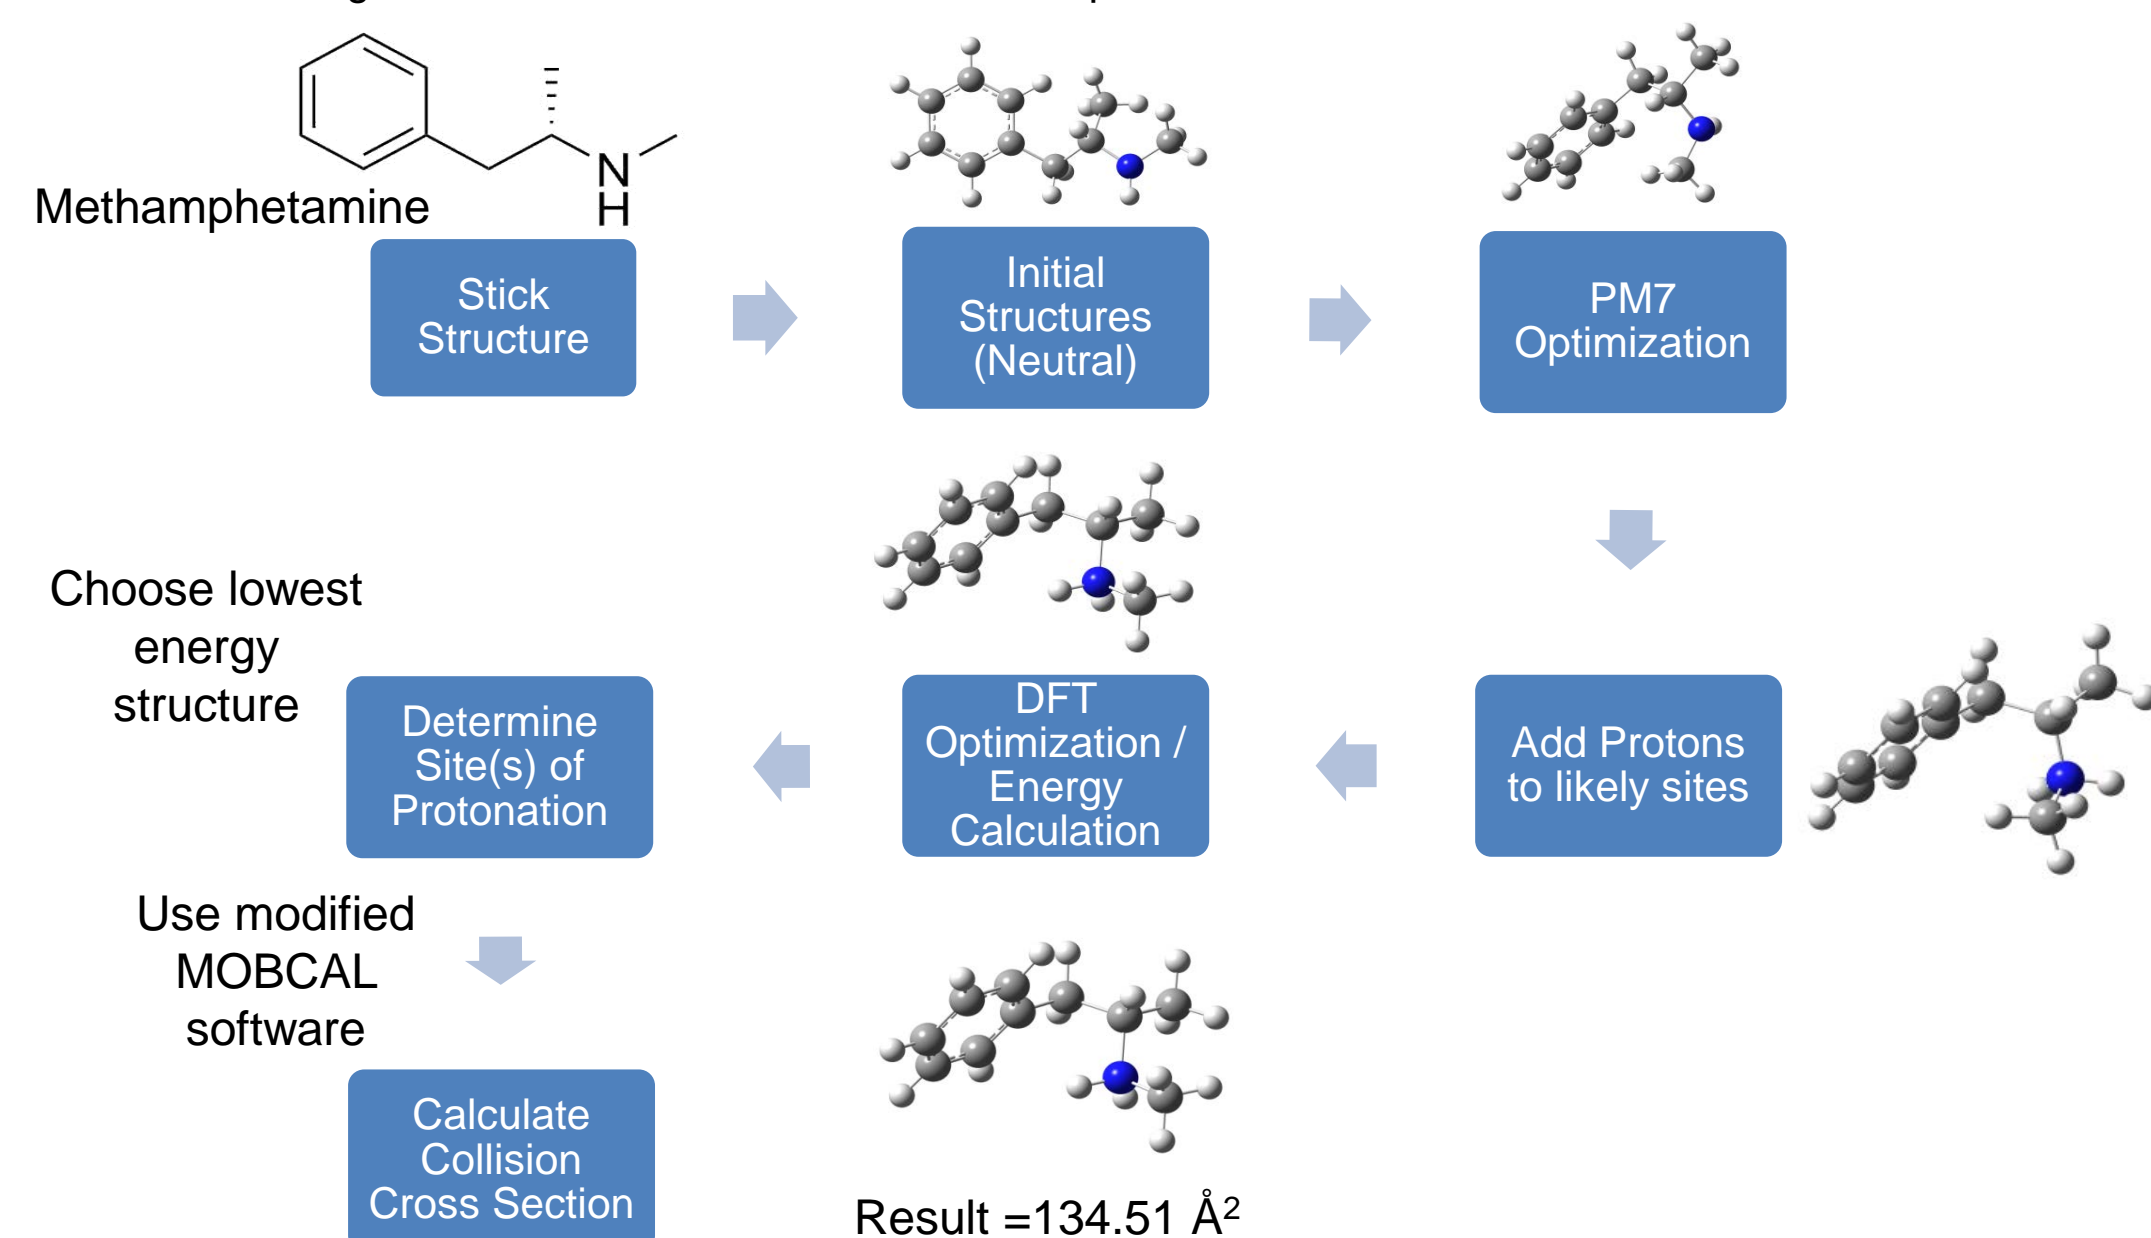 N
H
Methamphetamine
Stick
Structure
Initial
Structures
(Neutral)
PM7
Optimization
Choose lowest
energy
structure
Determine
Site(s) of
Protonation
DFT
Optimization /
Energy
Calculation
Add Protons
to likely sites
Use modified
MOBCAL
software
Calculate
Collision
Cross Section
Result =134.51 Å²